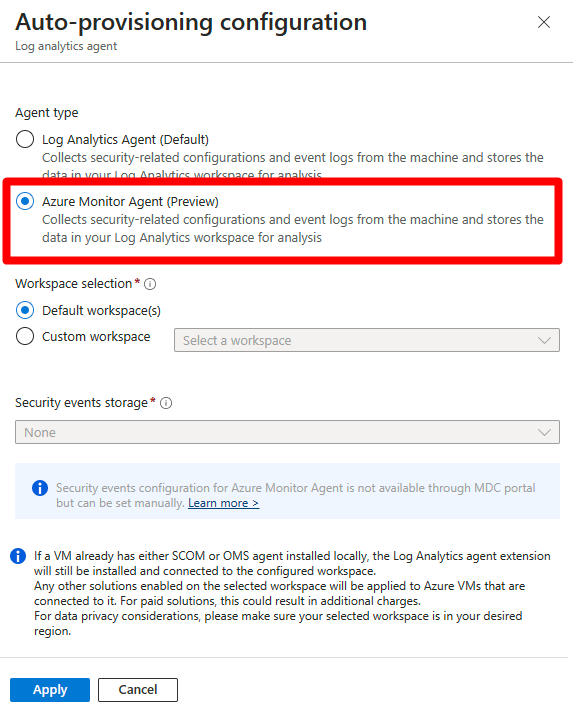 Auto-provisioning configuration
Log analytics agent
Agent type
Log Analytics Agent (Default)
Collects security-related configurations and event logs from the machine and stores the
data in your Log Analytics workspace for analysis
Azure Monitor Agent (Preview)
Collects security-related configurations and event logs from the machine and stores the
data in your Log Analytics workspace for analysis
Workspace selection *
Default workspace(s)
Custom workspace
Select a workspace
Security events storage *
None
Security events configuration for Azure Monitor Agent is not available through MDC portal
but can be set manually. Learn more >
If a VM already has either SCOM or OMS agent installed locally, the Log Analytics agent extension
will still be installed and connected to the configured workspace.
Any other solutions enabled on the selected workspace will be applied to Azure VMs that are
connected to it. For paid solutions, this could result in additional charges.
For data privacy considerations, please make sure your selected workspace is in your desired
region.
Apply
Cancel